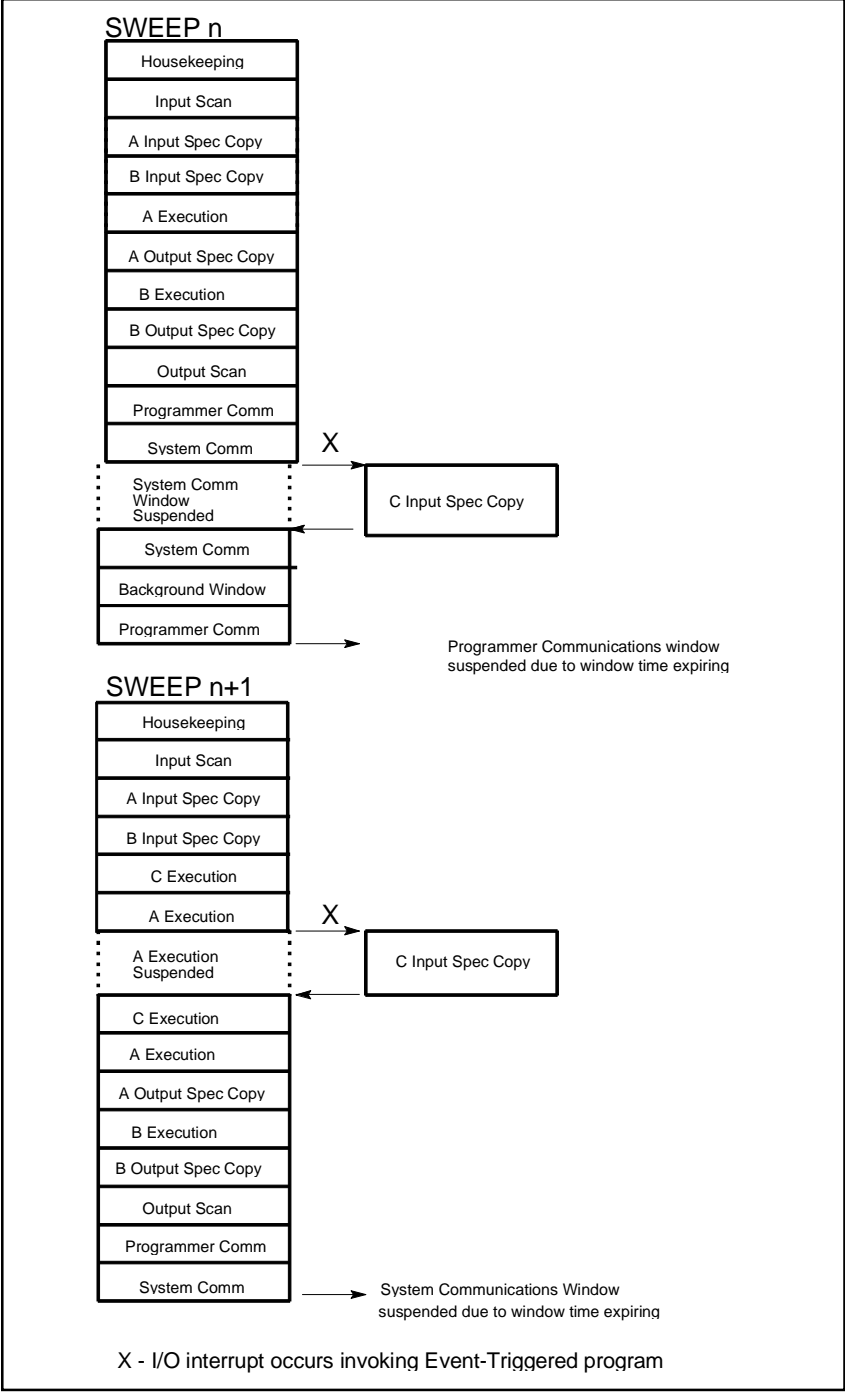 SWEEP n
Housekeeping
Input Scan
A Input Spec Copy
B Input Spec Copy
A Execution
A Output Spec Copy
B Execution
B Output Spec Copy
Output Scan
Programmer Comm
System Comm
X
System Comm
Window
Suspended
C Input Spec Copy
System Comm
Background Window
Programmer Comm
Programmer Communications window
suspended due to window time expiring
SWEEP n+1
Housekeeping
Input Scan
A Input Spec Copy
B Input Spec Copy
C Execution
A Execution
X
A Execution
Suspended
C Input Spec Copy
C Execution
A Execution
A Output Spec Copy
B Execution
B Output Spec Copy
Output Scan
Programmer Comm
System Comm
System Communications Window
suspended due to window time expiring
X - I/O interrupt occurs invoking Event-Triggered program